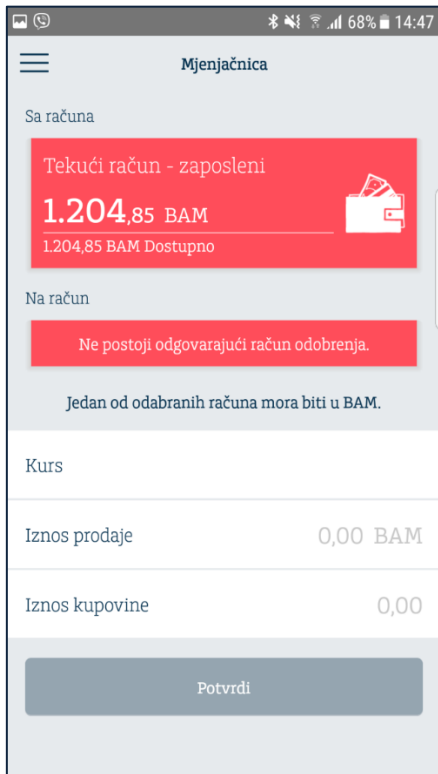 68% 14:47
Mjenjačnica
Sa računa
Tekući račun - zaposleni
1.204,85 BAM
1.204,85 BAM Dostupno
Na račun
Ne postoji odgovarajući račun odobrenja.
Jedan od odabranih računa mora biti u BAM.
Kurs
Iznos prodaje 0,00 BAM
Iznos kupovine 0,00
Potvrdi